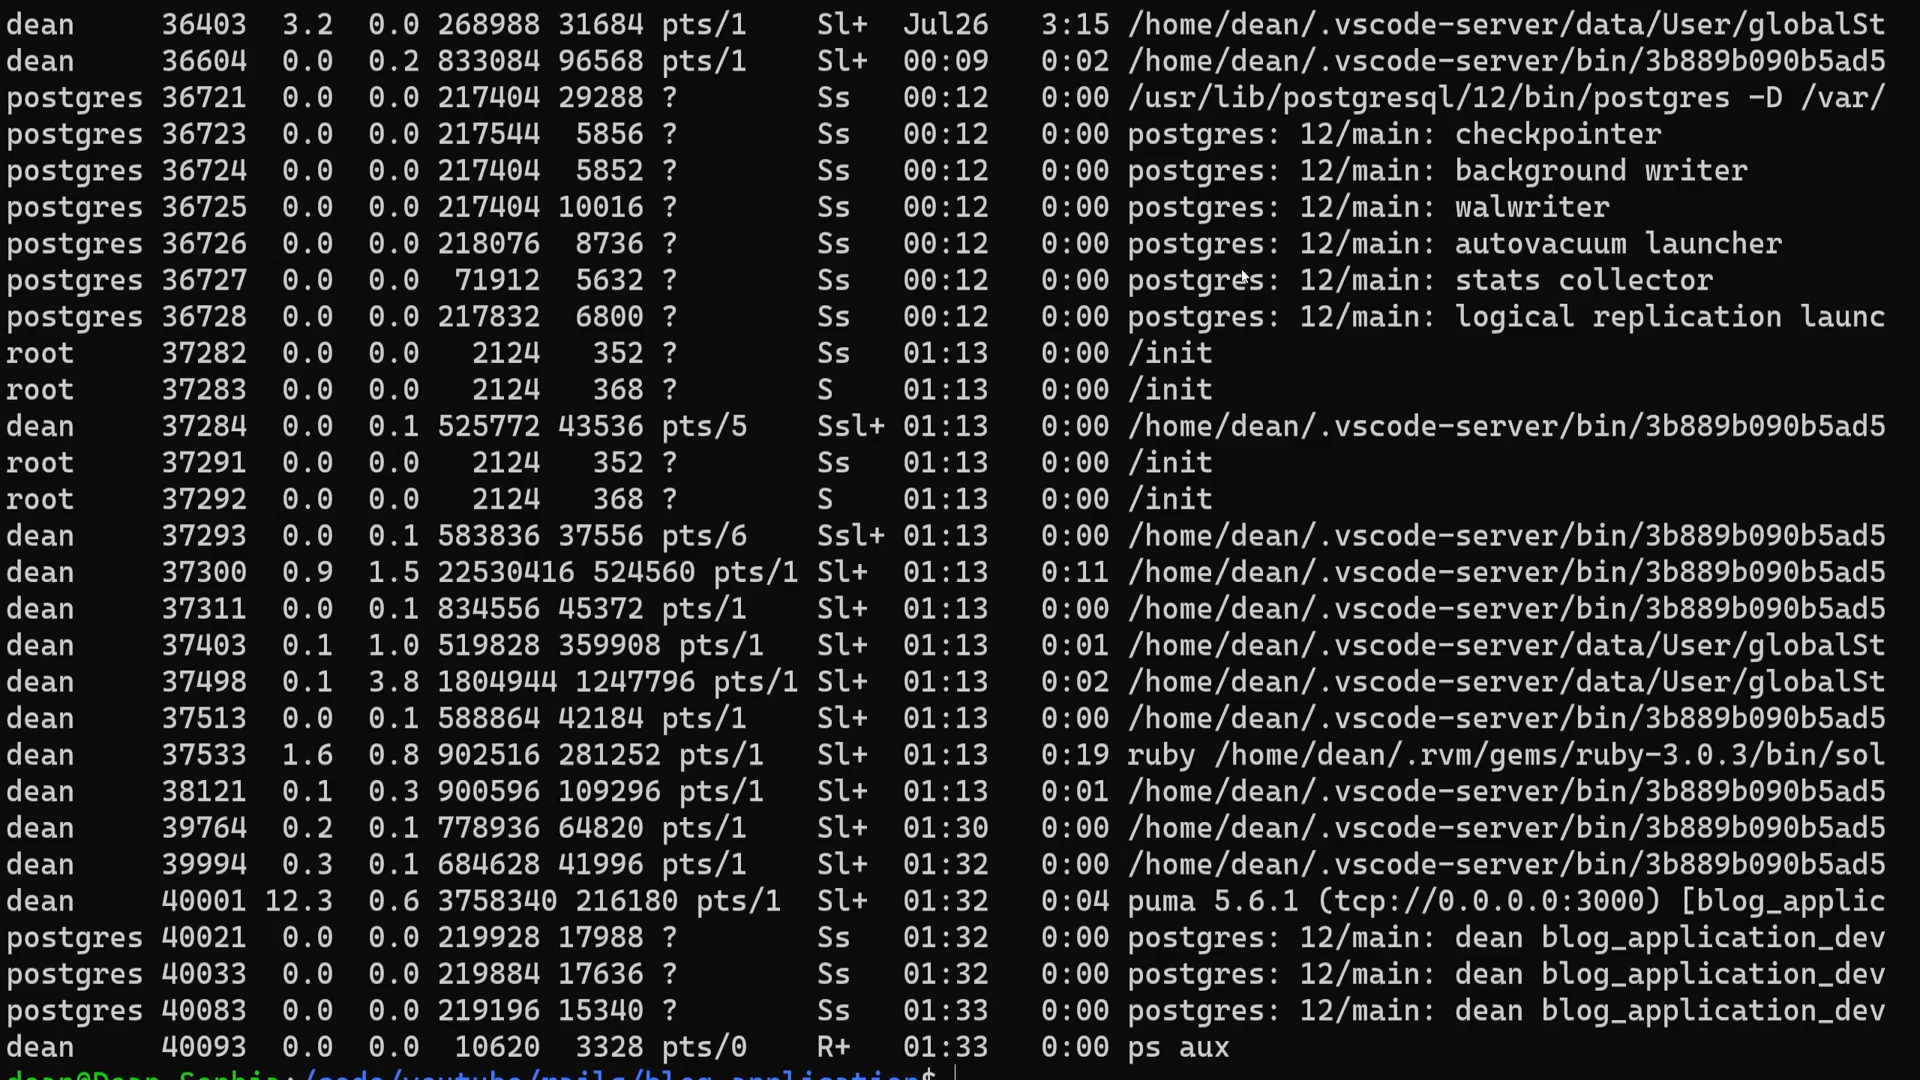 dean     36403  3.2  0.0 268988 31684 pts/1    Sl+  Jul26   3:15 /home/dean/.vscode-server/data/User/globalSt
dean     36604  0.0  0.2 833084 96568 pts/1    Sl+  00:09   0:02 /home/dean/.vscode-server/bin/3b889b090b5ad5
postgres 36721  0.0  0.0 217404 29288 ?        Ss   00:12   0:00 /usr/lib/postgresql/12/bin/postgres -D /var/
postgres 36723  0.0  0.0 217544  5856 ?        Ss   00:12   0:00 postgres: 12/main: checkpointer
postgres 36724  0.0  0.0 217404  5852 ?        Ss   00:12   0:00 postgres: 12/main: background writer
postgres 36725  0.0  0.0 217404 10016 ?        Ss   00:12   0:00 postgres: 12/main: walwriter
postgres 36726  0.0  0.0 218076  8736 ?        Ss   00:12   0:00 postgres: 12/main: autovacuum launcher
postgres 36727  0.0  0.0  71912  5632 ?        Ss   00:12   0:00 postgres: 12/main: stats collector
postgres 36728  0.0  0.0 217832  6800 ?        Ss   00:12   0:00 postgres: 12/main: logical replication launc
root     37282  0.0  0.0   2124   352 ?        Ss   01:13   0:00 /init
root     37283  0.0  0.0   2124   368 ?        S    01:13   0:00 /init
dean     37284  0.0  0.1 525772 43536 pts/5    Ssl+ 01:13   0:00 /home/dean/.vscode-server/bin/3b889b090b5ad5
root     37291  0.0  0.0   2124   352 ?        Ss   01:13   0:00 /init
root     37292  0.0  0.0   2124   368 ?        S    01:13   0:00 /init
dean     37293  0.0  0.1 583836 37556 pts/6    Ssl+ 01:13   0:00 /home/dean/.vscode-server/bin/3b889b090b5ad5
dean     37300  0.9  1.5 22530416 524560 pts/1 Sl+  01:13   0:11 /home/dean/.vscode-server/bin/3b889b090b5ad5
dean     37311  0.0  0.1 834556 45372 pts/1    Sl+  01:13   0:00 /home/dean/.vscode-server/bin/3b889b090b5ad5
dean     37403  0.1  1.0 519828 359908 pts/1   Sl+  01:13   0:01 /home/dean/.vscode-server/data/User/globalSt
dean     37498  0.1  3.8 1804944 1247796 pts/1 Sl+  01:13   0:02 /home/dean/.vscode-server/data/User/globalSt
dean     37513  0.0  0.1 588864 42184 pts/1    Sl+  01:13   0:00 /home/dean/.vscode-server/bin/3b889b090b5ad5
dean     37533  1.6  0.8 902516 281252 pts/1   Sl+  01:13   0:19 ruby /home/dean/.rvm/gems/ruby-3.0.3/bin/sol
dean     38121  0.1  0.3 900596 109296 pts/1   Sl+  01:13   0:01 /home/dean/.vscode-server/bin/3b889b090b5ad5
dean     39764  0.2  0.1 778936 64820 pts/1    Sl+  01:30   0:00 /home/dean/.vscode-server/bin/3b889b090b5ad5
dean     39994  0.3  0.1 684628 41996 pts/1    Sl+  01:32   0:00 /home/dean/.vscode-server/bin/3b889b090b5ad5
dean     40001 12.3  0.6 3758340 216180 pts/1  Sl+  01:32   0:04 puma 5.6.1 (tcp://0.0.0.0:3000) [blog_applic
postgres 40021  0.0  0.0 219928 17988 ?        Ss   01:32   0:00 postgres: 12/main: dean blog_application_dev
postgres 40033  0.0  0.0 219884 17636 ?        Ss   01:32   0:00 postgres: 12/main: dean blog_application_dev
postgres 40083  0.0  0.0 219196 15340 ?        Ss   01:33   0:00 postgres: 12/main: dean blog_application_dev
dean     40093  0.0  0.0  10620  3328 pts/0    R+   01:33   0:00 ps aux
dean@Dean-Sophia:/code/youtube/rails/blog_application$